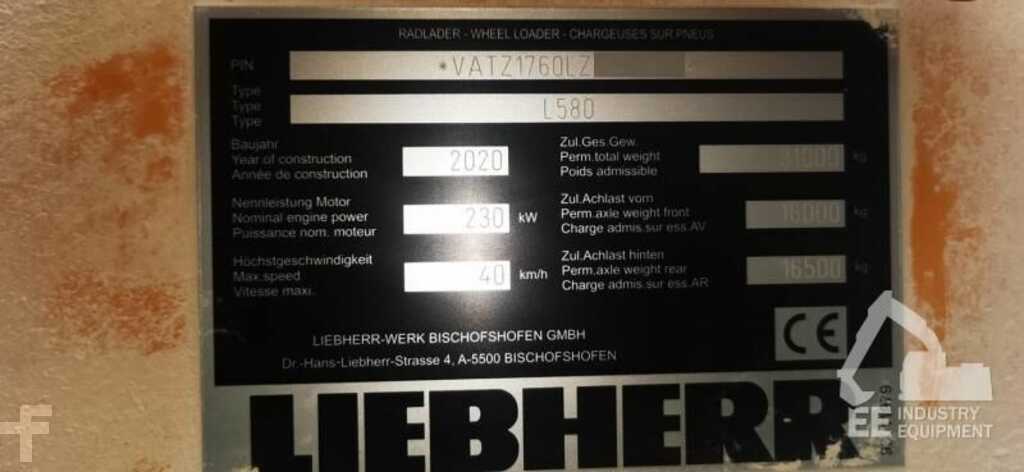 RADLADER - WHEEL LOADER - CHARGEUSES SUR PNEUS
PIN *VATZ1760LZ
Type
Type L580
Type
Baujahr
Year of construction 2020
Année de construction
Nennleistung Motor
Nominal engine power 230 kW
Puissance nom. moteur
Höchstgeschwindigkeit
Max.speed 40 km/h
Vitesse maxi.
Zul.Ges.Gew.
Perm.total weight 31000 kg
Poids admissible
Zul.Achlast vorn
Perm.axle weight front 16000 kg
Charge admis.sur ess.AV
Zul.Achlast hinten
Perm.axle weight rear 16500 kg
Charge admis.sur ess.AR
CE
LIEBHERR-WERK BISCHOFSHOFEN GMBH
Dr.-Hans-Liebherr-Strasse 4, A-5500 BISCHOFSHOFEN
LIEBHERR
EE INDUSTRY
EQUIPMENT